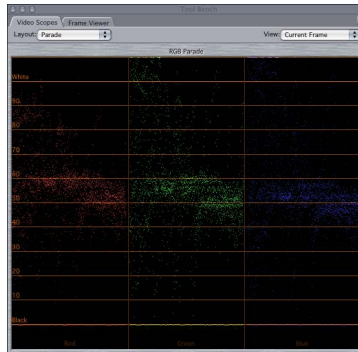 Tool Bench
Video Scopes Frame Viewer
Layout: Parade View: Current Frame
RGB Parade
White
90
80
70
60
50
40
30
20
10
Black
Red Green Blue